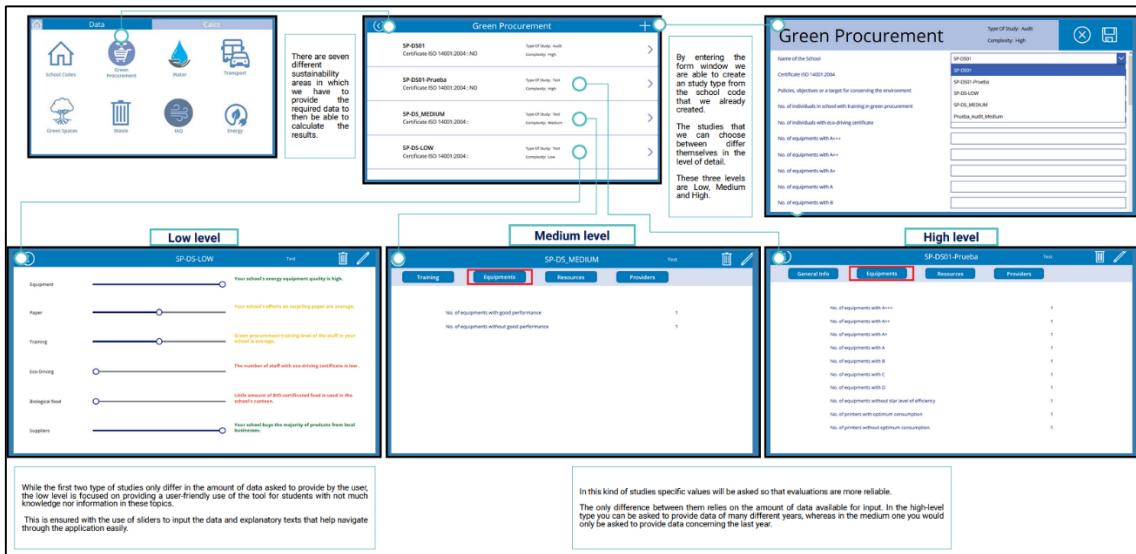 Data
Calcs
School Codes
Green
Procurement
Water
Transport
Green Spaces
Waste
IAQ
Energy
There are seven
different
sustainability
areas in which
we have to
provide the
required data to
then be able to
calculate the
results.
Green Procurement
SP-DS01
Certificate ISO 14001:2004 : NO
Type Of Study: Audit
Complexity: High
SP-DS01-Prueba
Certificate ISO 14001:2004 : NO
Type Of Study: Test
Complexity: High
SP-DS_MEDIUM
Certificate ISO 14001:2004 :
Type Of Study: Test
Complexity: Medium
SP-DS-LOW
Certificate ISO 14001:2004 :
Type Of Study: Test
Complexity: Low
By entering the
form window we
are able to create
an study type from
the school code
that we already
created.
The studies that
we can choose
between differ
themselves in the
level of detail.
These three levels
are Low, Medium
and High.
Green Procurement
Type Of Study: Audit
Complexity: High
Name of the School
SP-DS01
Certificate ISO 14001:2004
SP-DS01
Policies, objectives or a target for conserving the environment
SP-DS01-Prueba
SP-DS-LOW
No. of individuals in school with training in green procurement
SP-DS_MEDIUM
No. of individuals with eco-driving certificate
Prueba_Audit_Medium
No. of equipments with A+++
No. of equipments with A++
No. of equipments with A+
No. of equipments with A
No. of equipments with B
Low level
SP-DS-LOW
Test
Equipment
Your school's energy equipment quality is high.
Paper
Your school's efforts on recycling paper are average.
Training
Green procurement training level of the staff in your
school is average.
Eco-Driving
The number of staff with eco-driving certificate is low .
Biological food
Little amount of BIO certificated food is used in the
school's canteen.
Suppliers
Your school buys the majority of products from local
businesses.
Medium level
SP-DS_MEDIUM
Test
Training
Equipments
Resources
Providers
No. of equipments with good performance
1
No. of equipments without good performance
1
High level
SP-DS01-Prueba
Test
General Info
Equipments
Resources
Providers
No. of equipments with A+++
1
No. of equipments with A++
1
No. of equipments with A+
1
No. of equipments with A
1
No. of equipments with B
1
No. of equipments with C
1
No. of equipments with D
1
No. of equipments without star level of efficiency
1
No. of printers with optimum consumption
1
No. of printers without optimum consumption
1
While the first two type of studies only differ in the amount of data asked to provide by the user,
the low level is focused on providing a user-friendly use of the tool for students with not much
knowledge nor information in these topics.
This is ensured with the use of sliders to input the data and explanatory texts that help navigate
through the application easily.
In this kind of studies specific values will be asked so that evaluations are more reliable.
The only difference between them relies on the amount of data available for input. In the high-level
type you can be asked to provide data of many different years, whereas in the medium one you would
only be asked to provide data concerning the last year.